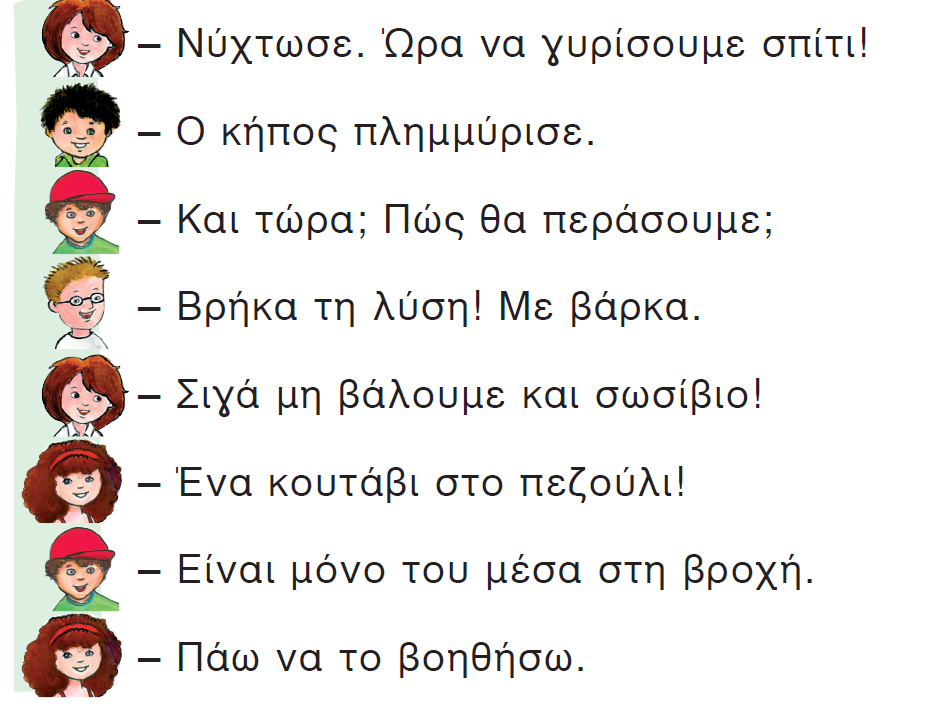 – Νύχτωσε. Ώρα να γυρίσουμε σπίτι!
– Ο κήπος πλημμύρισε.
– Και τώρα; Πώς θα περάσουμε;
– Βρήκα τη λύση! Με βάρκα.
– Σιγά μη βάλουμε και σωσίβιο!
– Ένα κουτάβι στο πεζούλι!
– Είναι μόνο του μέσα στη βροχή.
– Πάω να το βοηθήσω.